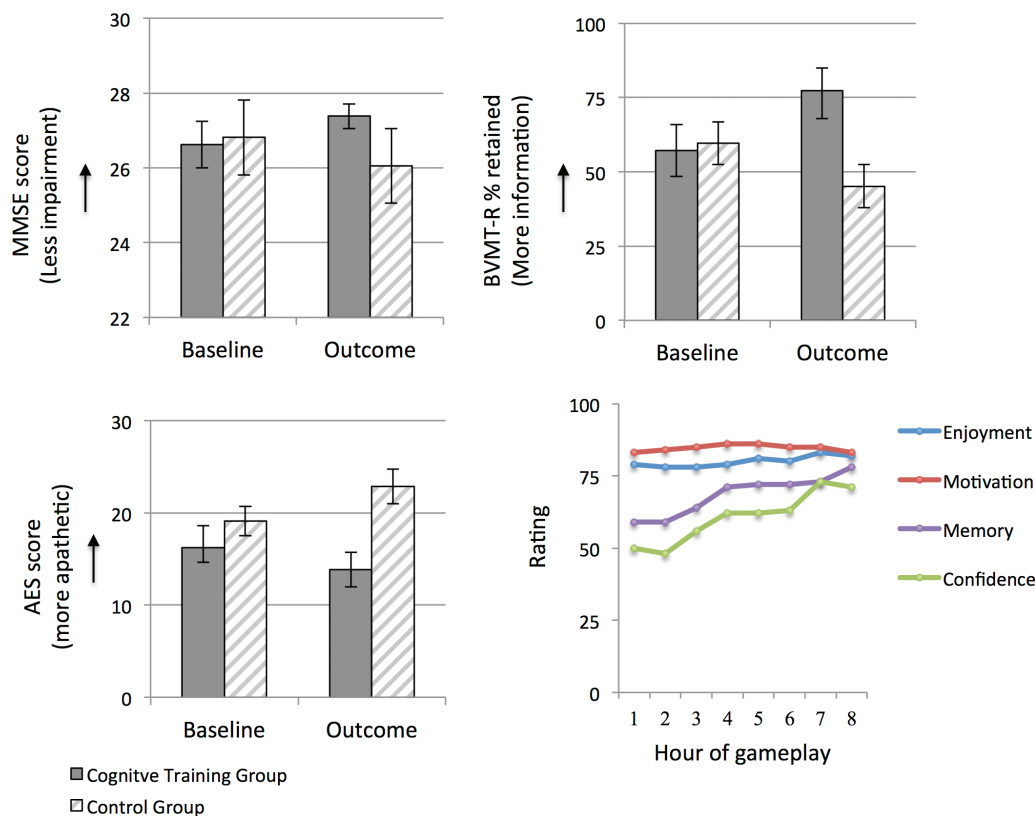 MMSE score
(Less impairment)
30
28
26
24
22
Baseline
Outcome
BVMT-R % retained
(More information)
100
75
50
25
0
Baseline
Outcome
AES score
(more apathetic)
30
20
10
0
Baseline
Outcome
Cognitve Training Group
Control Group
Rating
100
75
50
25
0
1 2 3 4 5 6 7 8
Hour of gameplay
Enjoyment
Motivation
Memory
Confidence